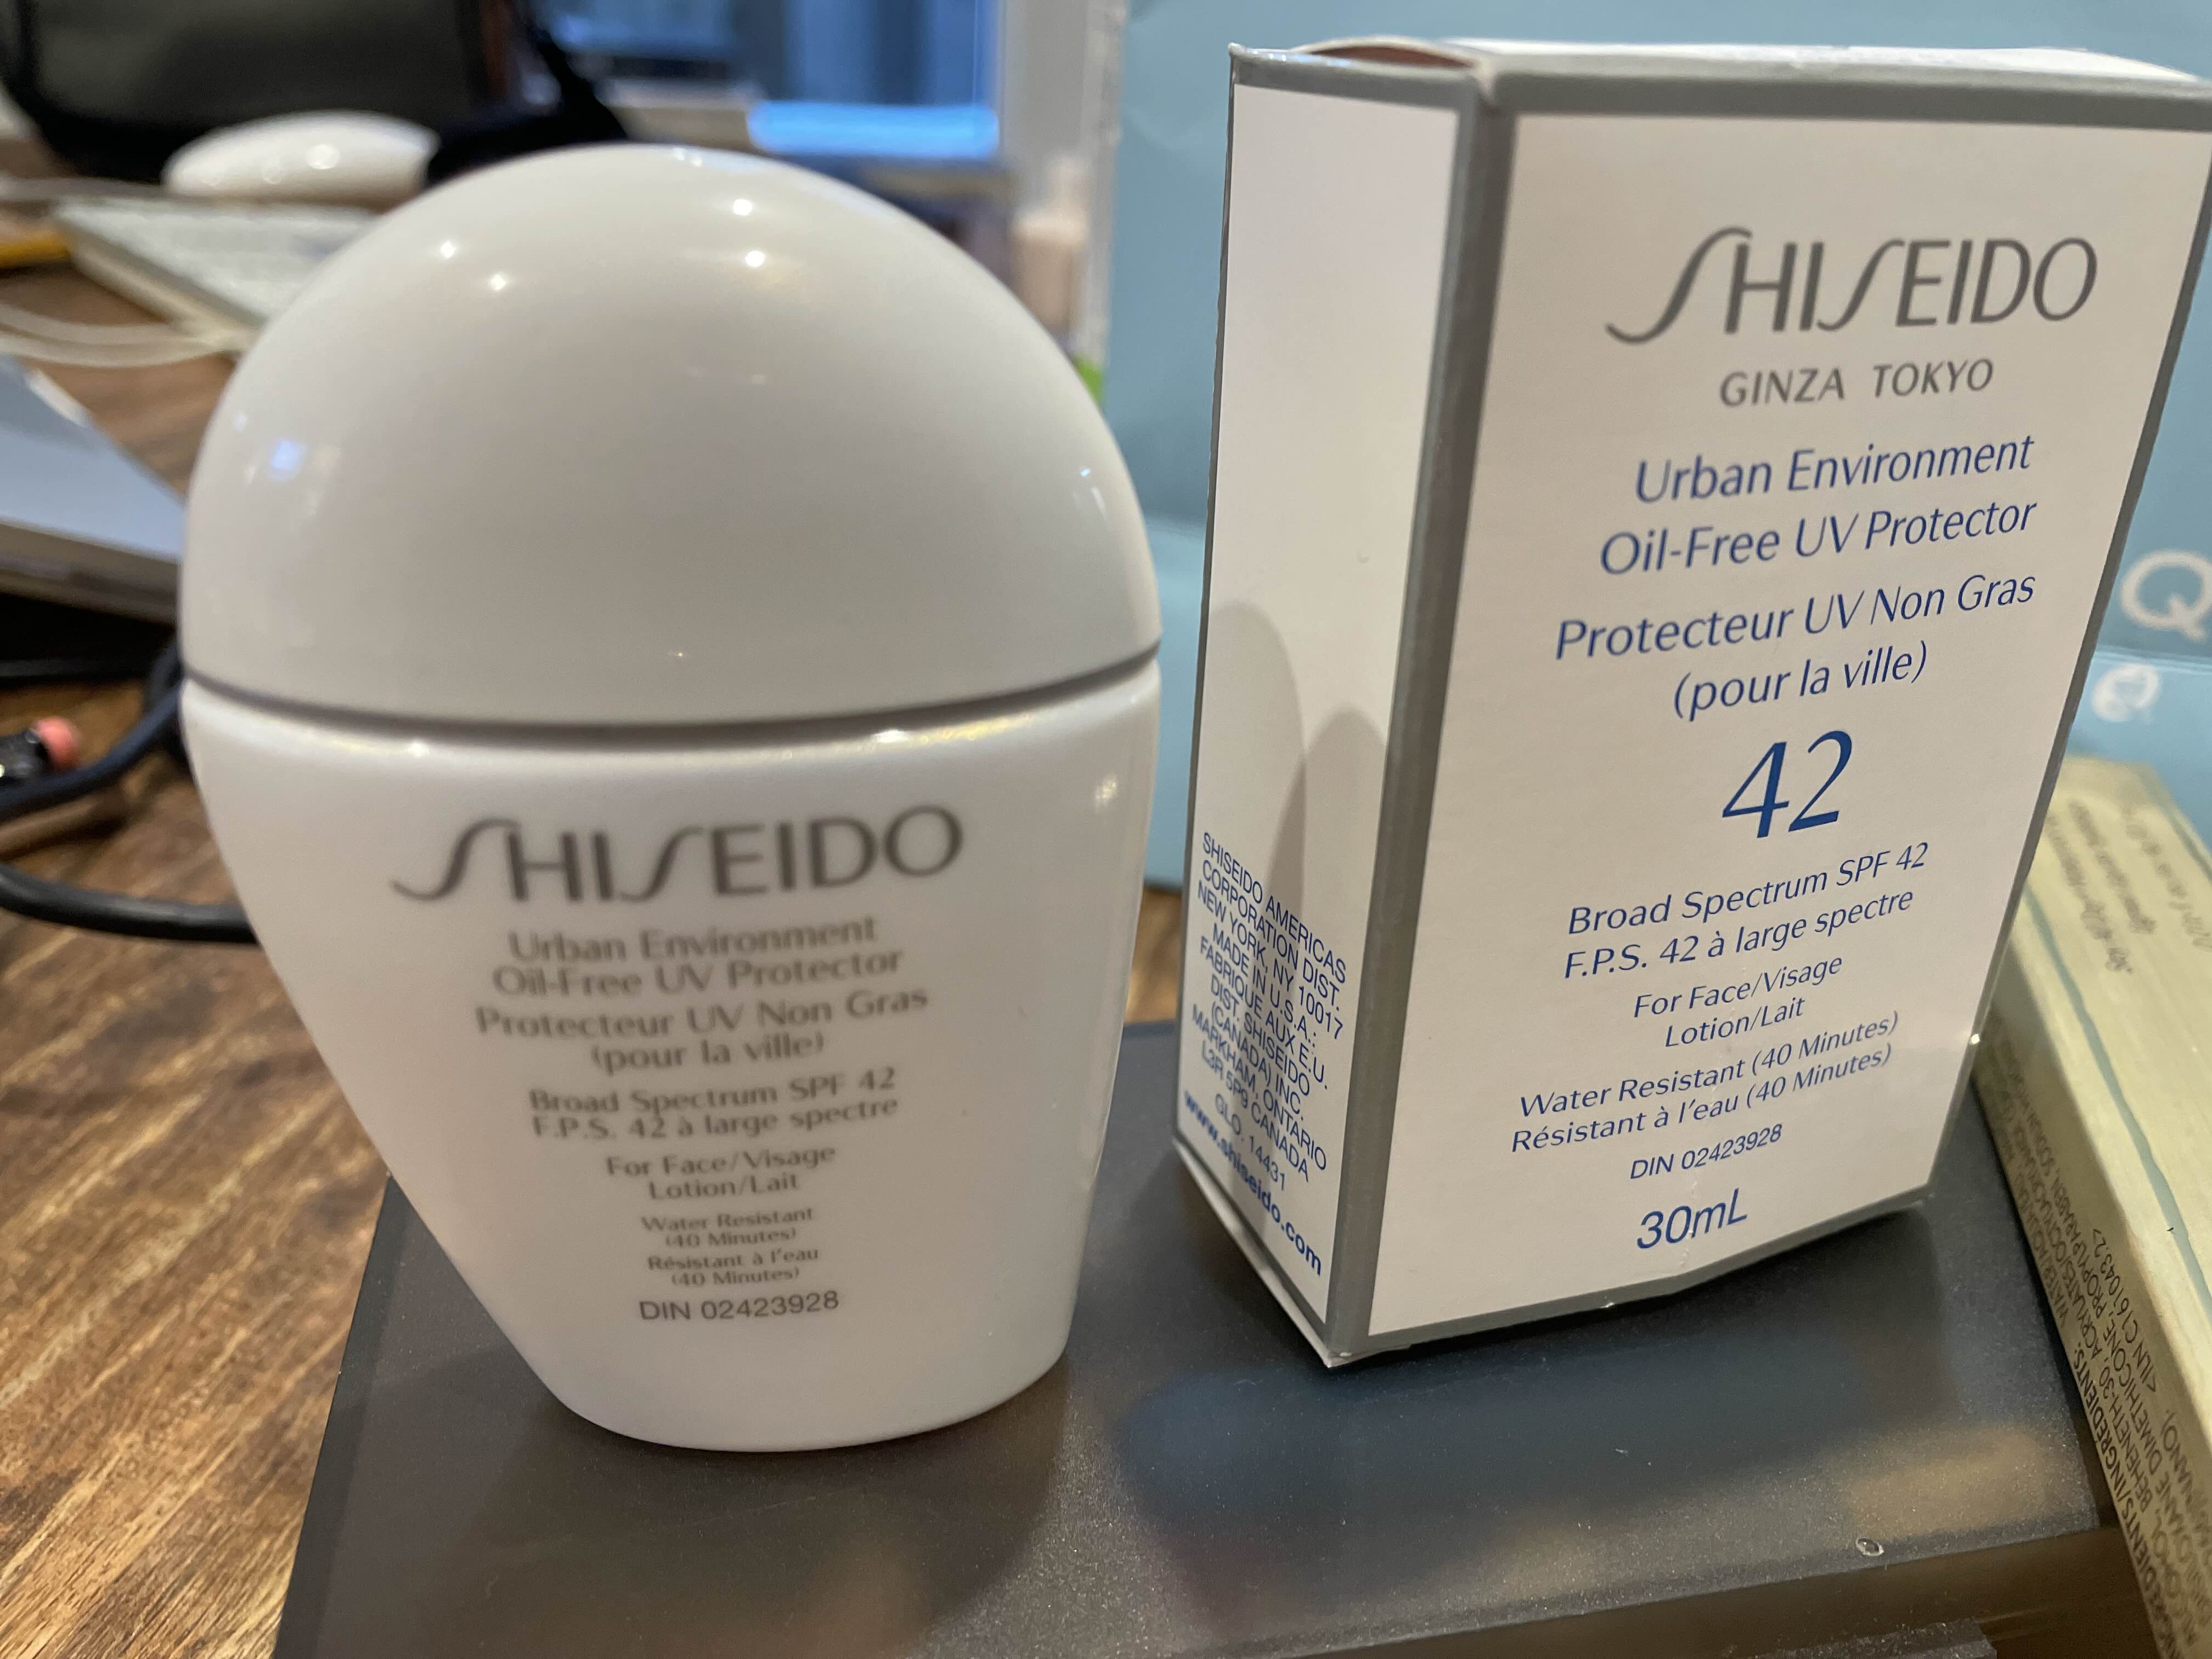 SHISEIDO
Urban Environment
Oil-Free UV Protector
Protecteur UV Non Gras
(pour la ville)
Broad Spectrum SPF 42
F.P.S. 42 à large spectre
For Face/Visage
Lotion/Lait
Water Resistant
(40 Minutes)
Résistant à l'eau
(40 Minutes)
DIN 02423928
SHISEIDO AMERICAS
CORPORATION DIST.
NEW YORK, NY 10017
MADE IN U.S.A.:
FABRIQUÉ AUX É.U.
DIST. SHISEIDO
(CANADA) INC.
MARKHAM, ONTARIO
L3R 5P9 CANADA
GLO. 14431
www.shiseido.com
SHISEIDO
GINZA TOKYO
Urban Environment
Oil-Free UV Protector
Protecteur UV Non Gras
(pour la ville)
42
Broad Spectrum SPF 42
F.P.S. 42 à large spectre
For Face/Visage
Lotion/Lait
Water Resistant (40 Minutes)
Résistant à l'eau (40 Minutes)
DIN 02423928
30mL
Q
INGREDIENTS/INGRÉDIENTS: